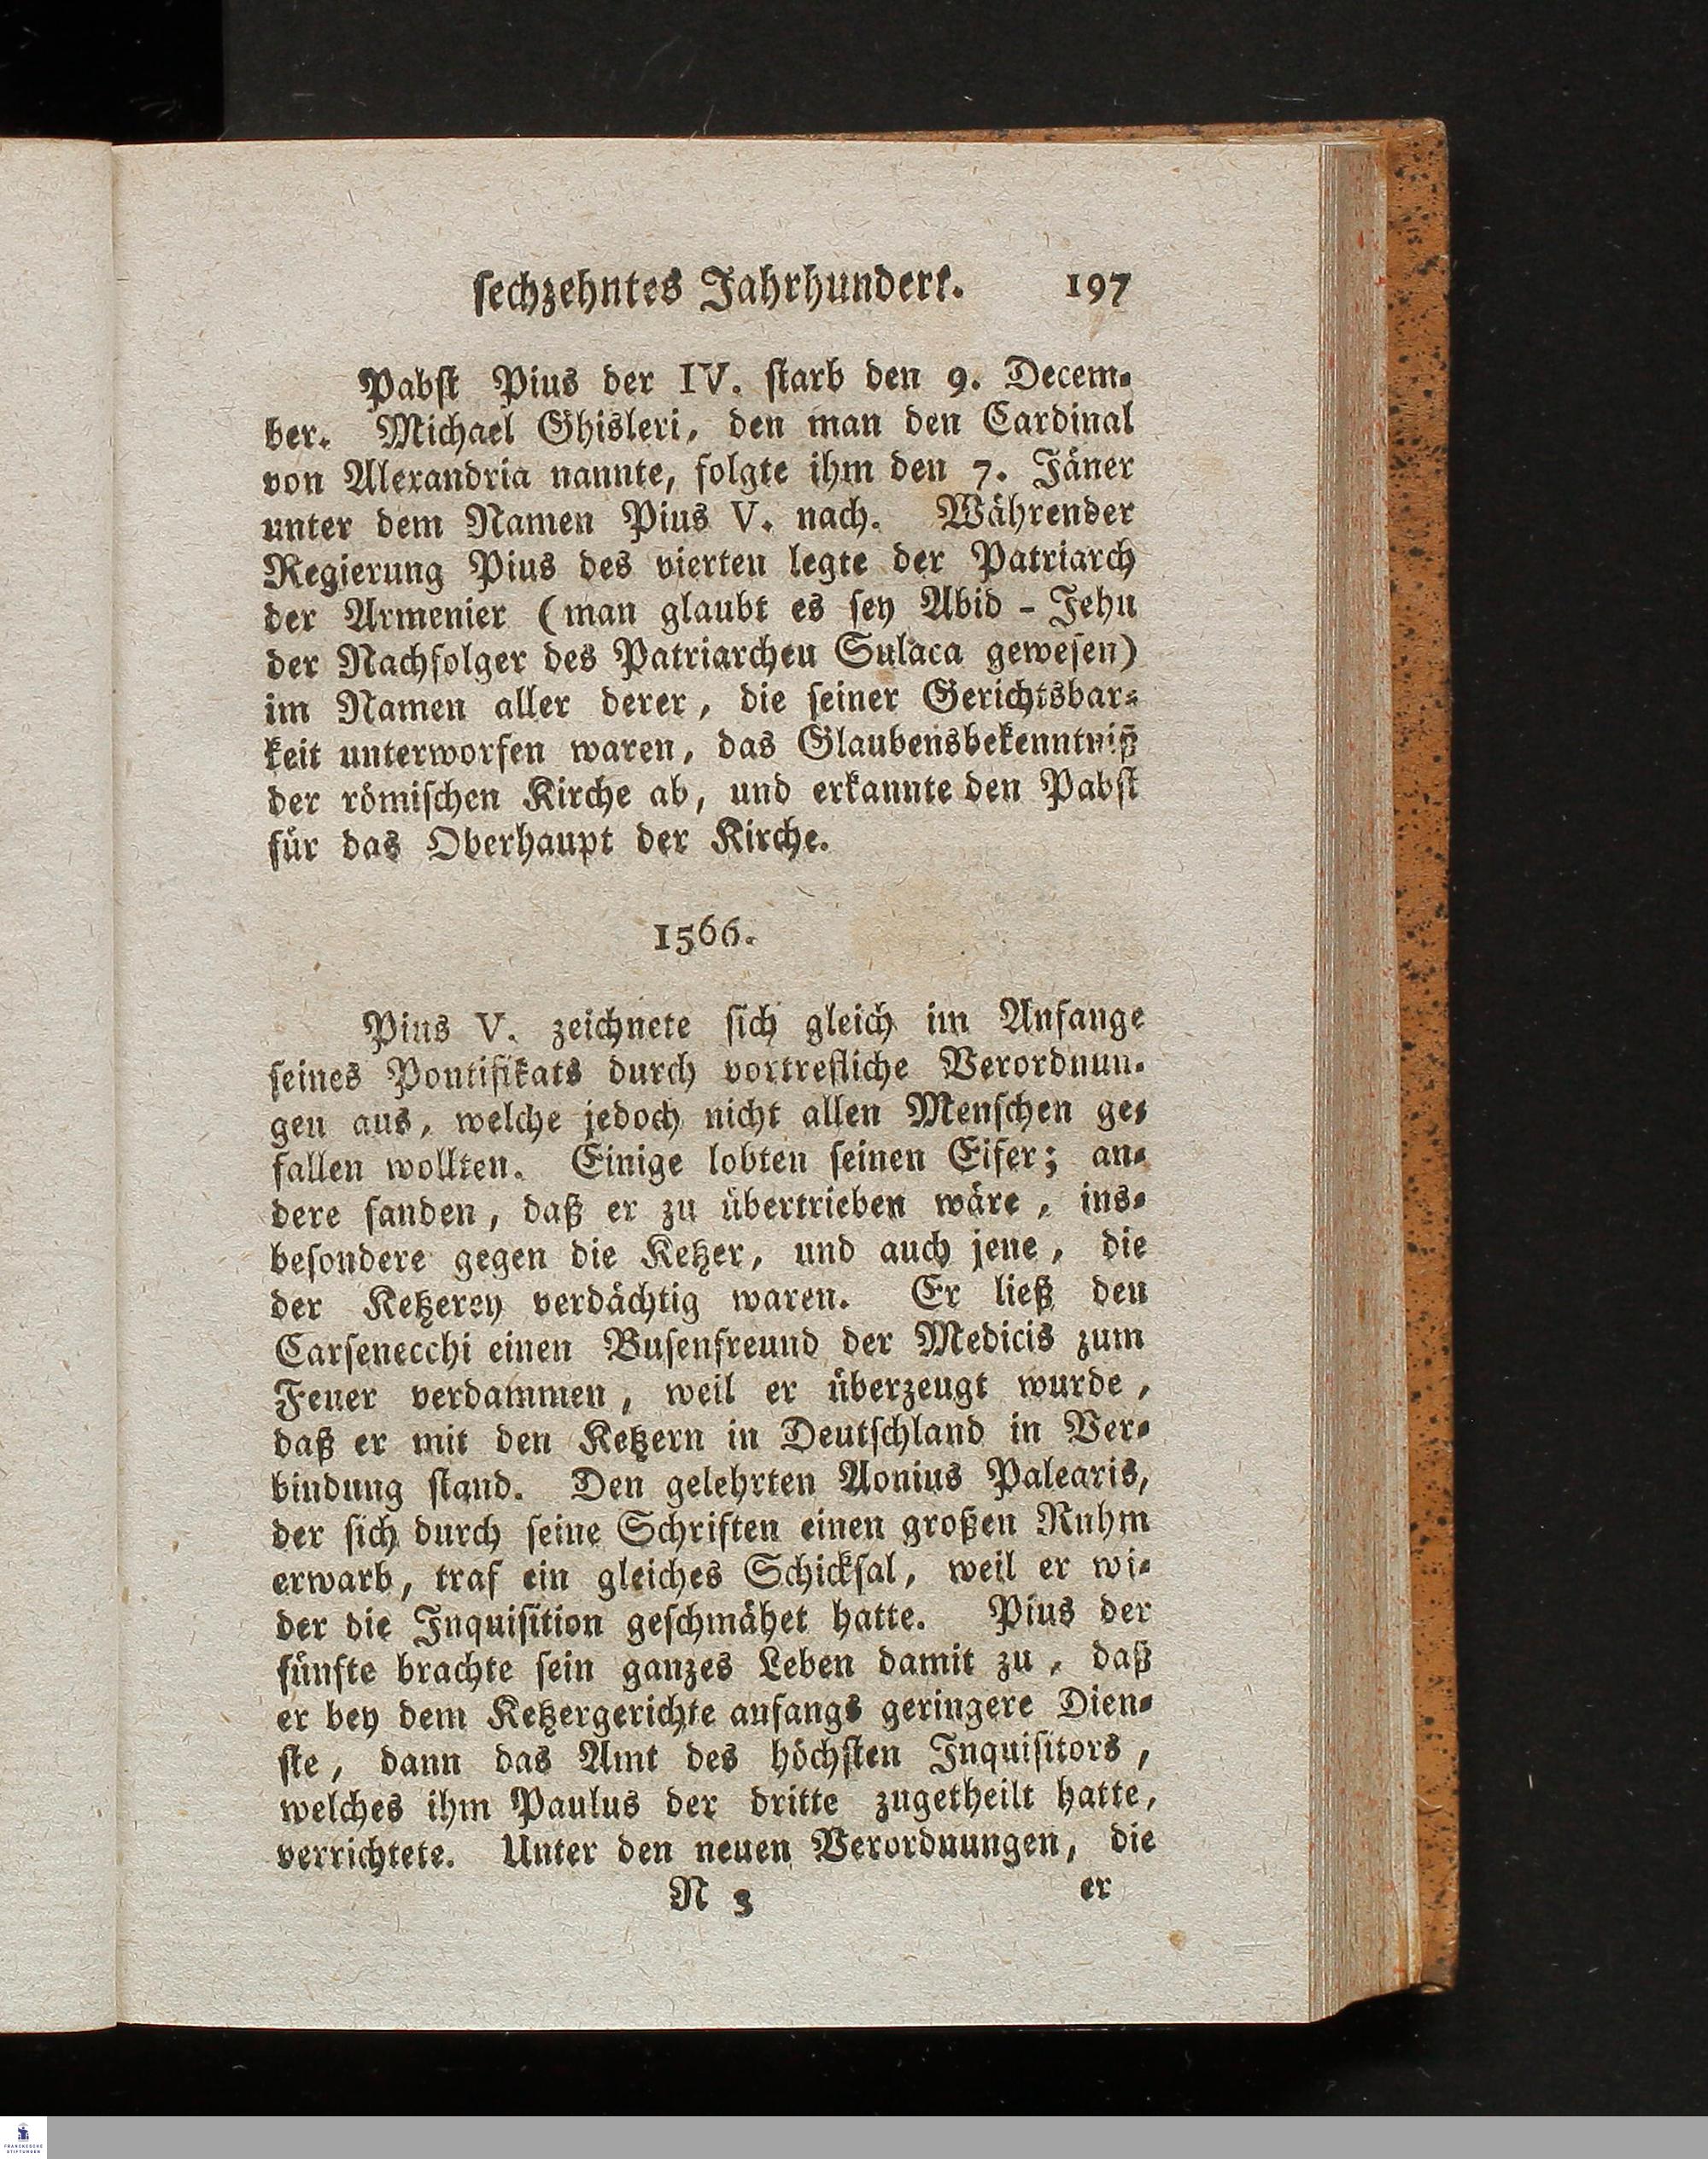 sechzehntes Jahrhundert. 197
Pabst Pius der IV. starb den 9. Decem-
ber. Michael Ghisleri, den man den Cardinal
von Alexandria nannte, folgte ihm den 7. Jäner
unter dem Namen Pius V. nach. Währender
Regierung Pius des vierten legte der Patriarch
der Armenier (man glaubt es sey Abid - Jehu
der Nachfolger des Patriarchen Sulaca gewesen)
im Namen aller derer, die seiner Gerichtsbar-
keit unterworfen waren, das Glaubensbekenntniß
der römischen Kirche ab, und erkannte den Pabst
für das Oberhaupt der Kirche.
1566.
Pius V. zeichnete sich gleich im Anfange
seines Pontifikats durch vortrefliche Verordnun-
gen aus, welche jedoch nicht allen Menschen ge-
fallen wollten. Einige lobten seinen Eifer; an-
dere fanden, daß er zu übertrieben wäre, ins-
besondere gegen die Ketzer, und auch jene, die
der Ketzerey verdächtig waren. Er ließ den
Carsenecchi einen Busenfreund der Medicis zum
Feuer verdammen, weil er überzeugt wurde,
daß er mit den Ketzern in Deutschland in Ver-
bindung stand. Den gelehrten Aonius Palearis,
der sich durch seine Schriften einen großen Ruhm
erwarb, traf ein gleiches Schicksal, weil er wi-
der die Inquisition geschmähet hatte. Pius der
fünfte brachte sein ganzes Leben damit zu, daß
er bey dem Ketzergerichte anfangs geringere Dien-
ste, dann das Amt des höchsten Inquisitors,
welches ihm Paulus der dritte zugetheilt hatte,
verrichtete. Unter den neuen Verordnungen, die
N 3 er
FRANCKESCHE
STIFTUNGEN